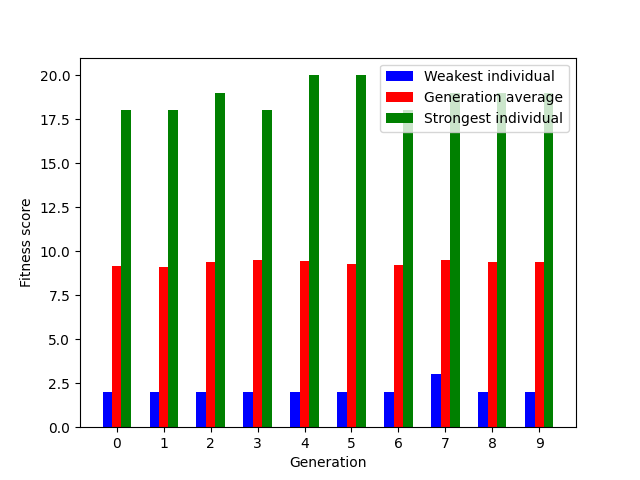 20.0
17.5
15.0
12.5
10.0
7.5
5.0
2.5
0.0
Fitness score
Weakest individual
Generation average
Strongest individual
0 1 2 3 4 5 6 7 8 9
Generation